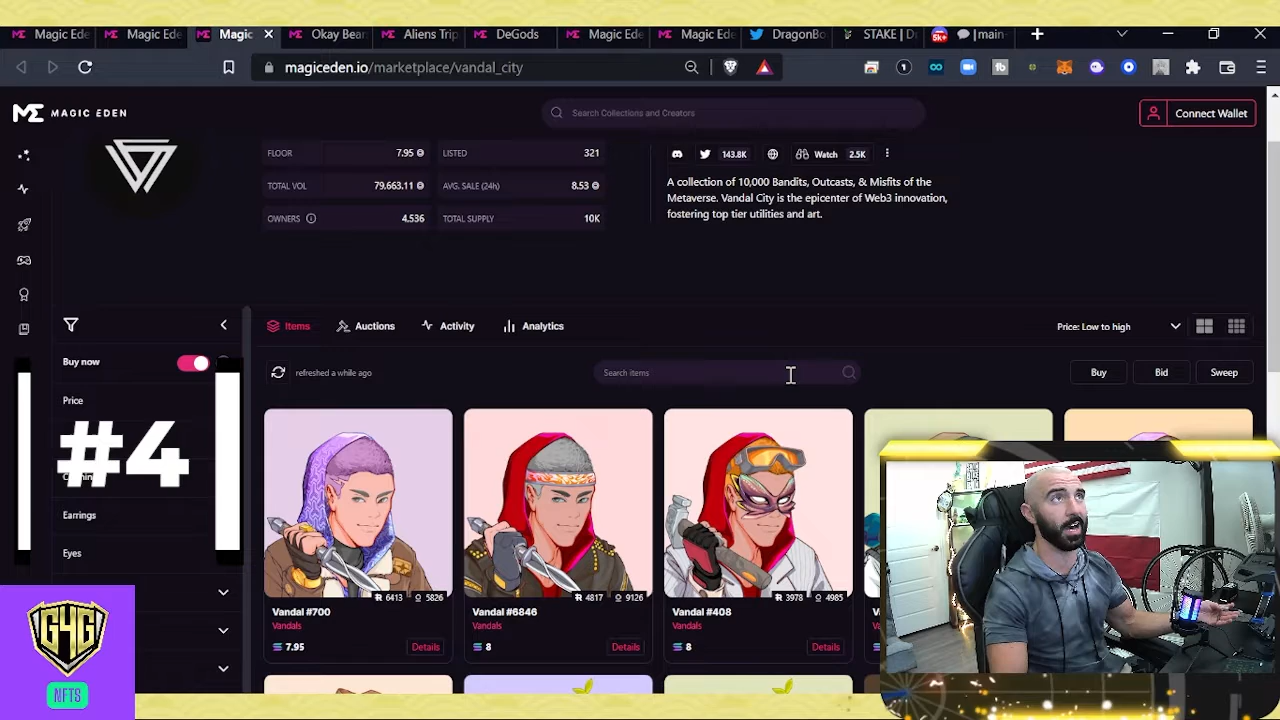 Magic Ede
Magic Ede
Magic
Okay Bear
Aliens Trip
DeGods
Magic Ede
Magic Ede
DragonBo
STAKE | D
5K+
main
magiceden.io/marketplace/vandal_city
MAGIC EDEN
Search Collections and Creators
Connect Wallet
FLOOR 7.95
LISTED 321
143.8K
Watch 2.5K
TOTAL VOL 79,663.11
AVG. SALE (24h) 8.53
OWNERS 4,536
TOTAL SUPPLY 10K
A collection of 10,000 Bandits, Outcasts, & Misfits of the
Metaverse. Vandal City is the epicenter of Web3 innovation,
fostering top tier utilities and art.
Items
Auctions
Activity
Analytics
Price: Low to high
Buy now
refreshed a while ago
Search items
Buy
Bid
Sweep
Price
#4
Earrings
Eyes
6413 5826
4817 9126
3978 4985
Vandal #700
Vandal #6846
Vandal #408
Vandals
Vandals
Vandals
7.95
Details
8
Details
8
Details
G4G
NFTS